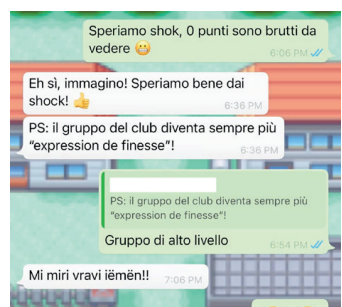 Speriamo shok, 0 punti sono brutti da
vedere 😬
6:06 PM
Eh sì, immagino! Speriamo bene dai
shock! 👍
6:36 PM
PS: il gruppo del club diventa sempre più
“expression de finesse”!
6:36 PM
PS: il gruppo del club diventa sempre più
“expression de finesse”!
Gruppo di alto livello
6:54 PM
Mi miri vravi iëmën!!
7:06 PM